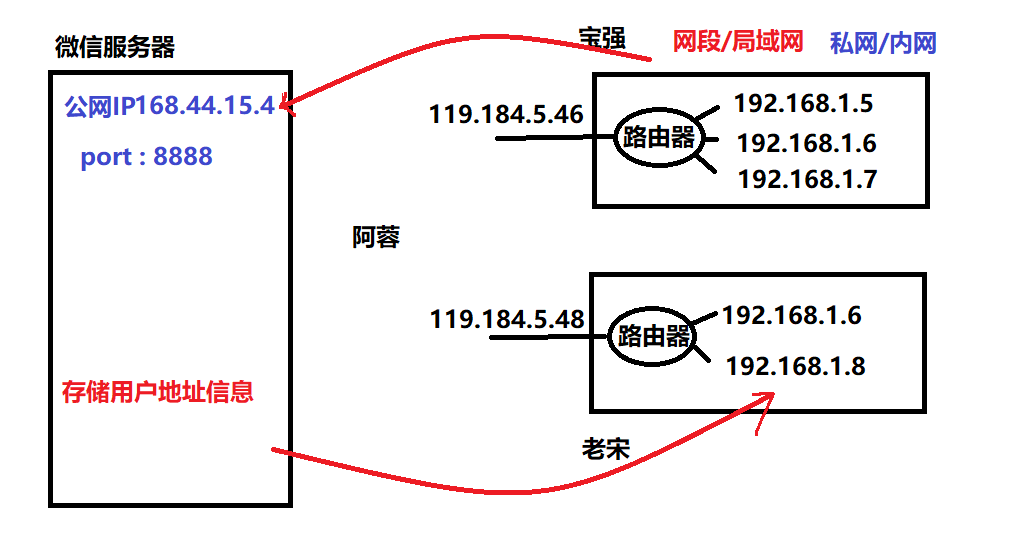 微信服务器
公网IP168.44.15.4
port : 8888
存储用户地址信息
阿蓉
宝强
网段/局域网
私网/内网
119.184.5.46
路由器
192.168.1.5
192.168.1.6
192.168.1.7
119.184.5.48
路由器
192.168.1.6
192.168.1.8
老宋